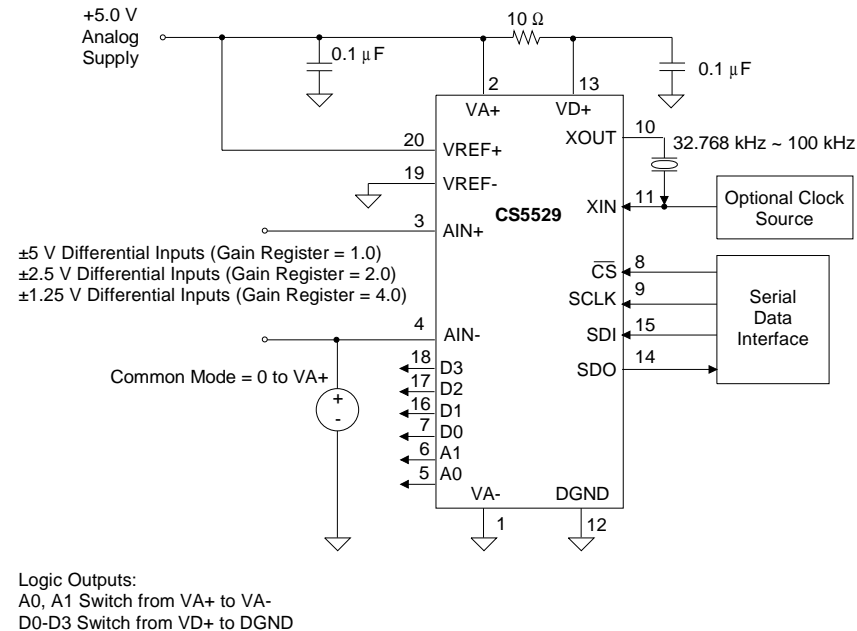 +5.0 V
Analog
Supply
10 Ω
0.1 μF
0.1 μF
2
13
VA+
VD+
20
VREF+
XOUT
10
32.768 kHz ~ 100 kHz
19
VREF-
CS5529
XIN
11
Optional Clock
Source
3
AIN+
±5 V Differential Inputs (Gain Register = 1.0)
±2.5 V Differential Inputs (Gain Register = 2.0)
±1.25 V Differential Inputs (Gain Register = 4.0)
CS
8
SCLK
9
SDI
15
SDO
14
Serial
Data
Interface
4
AIN-
Common Mode = 0 to VA+
+
-
18
D3
17
D2
16
D1
7
D0
6
A1
5
A0
VA-
DGND
1
12
Logic Outputs:
A0, A1 Switch from VA+ to VA-
D0-D3 Switch from VD+ to DGND